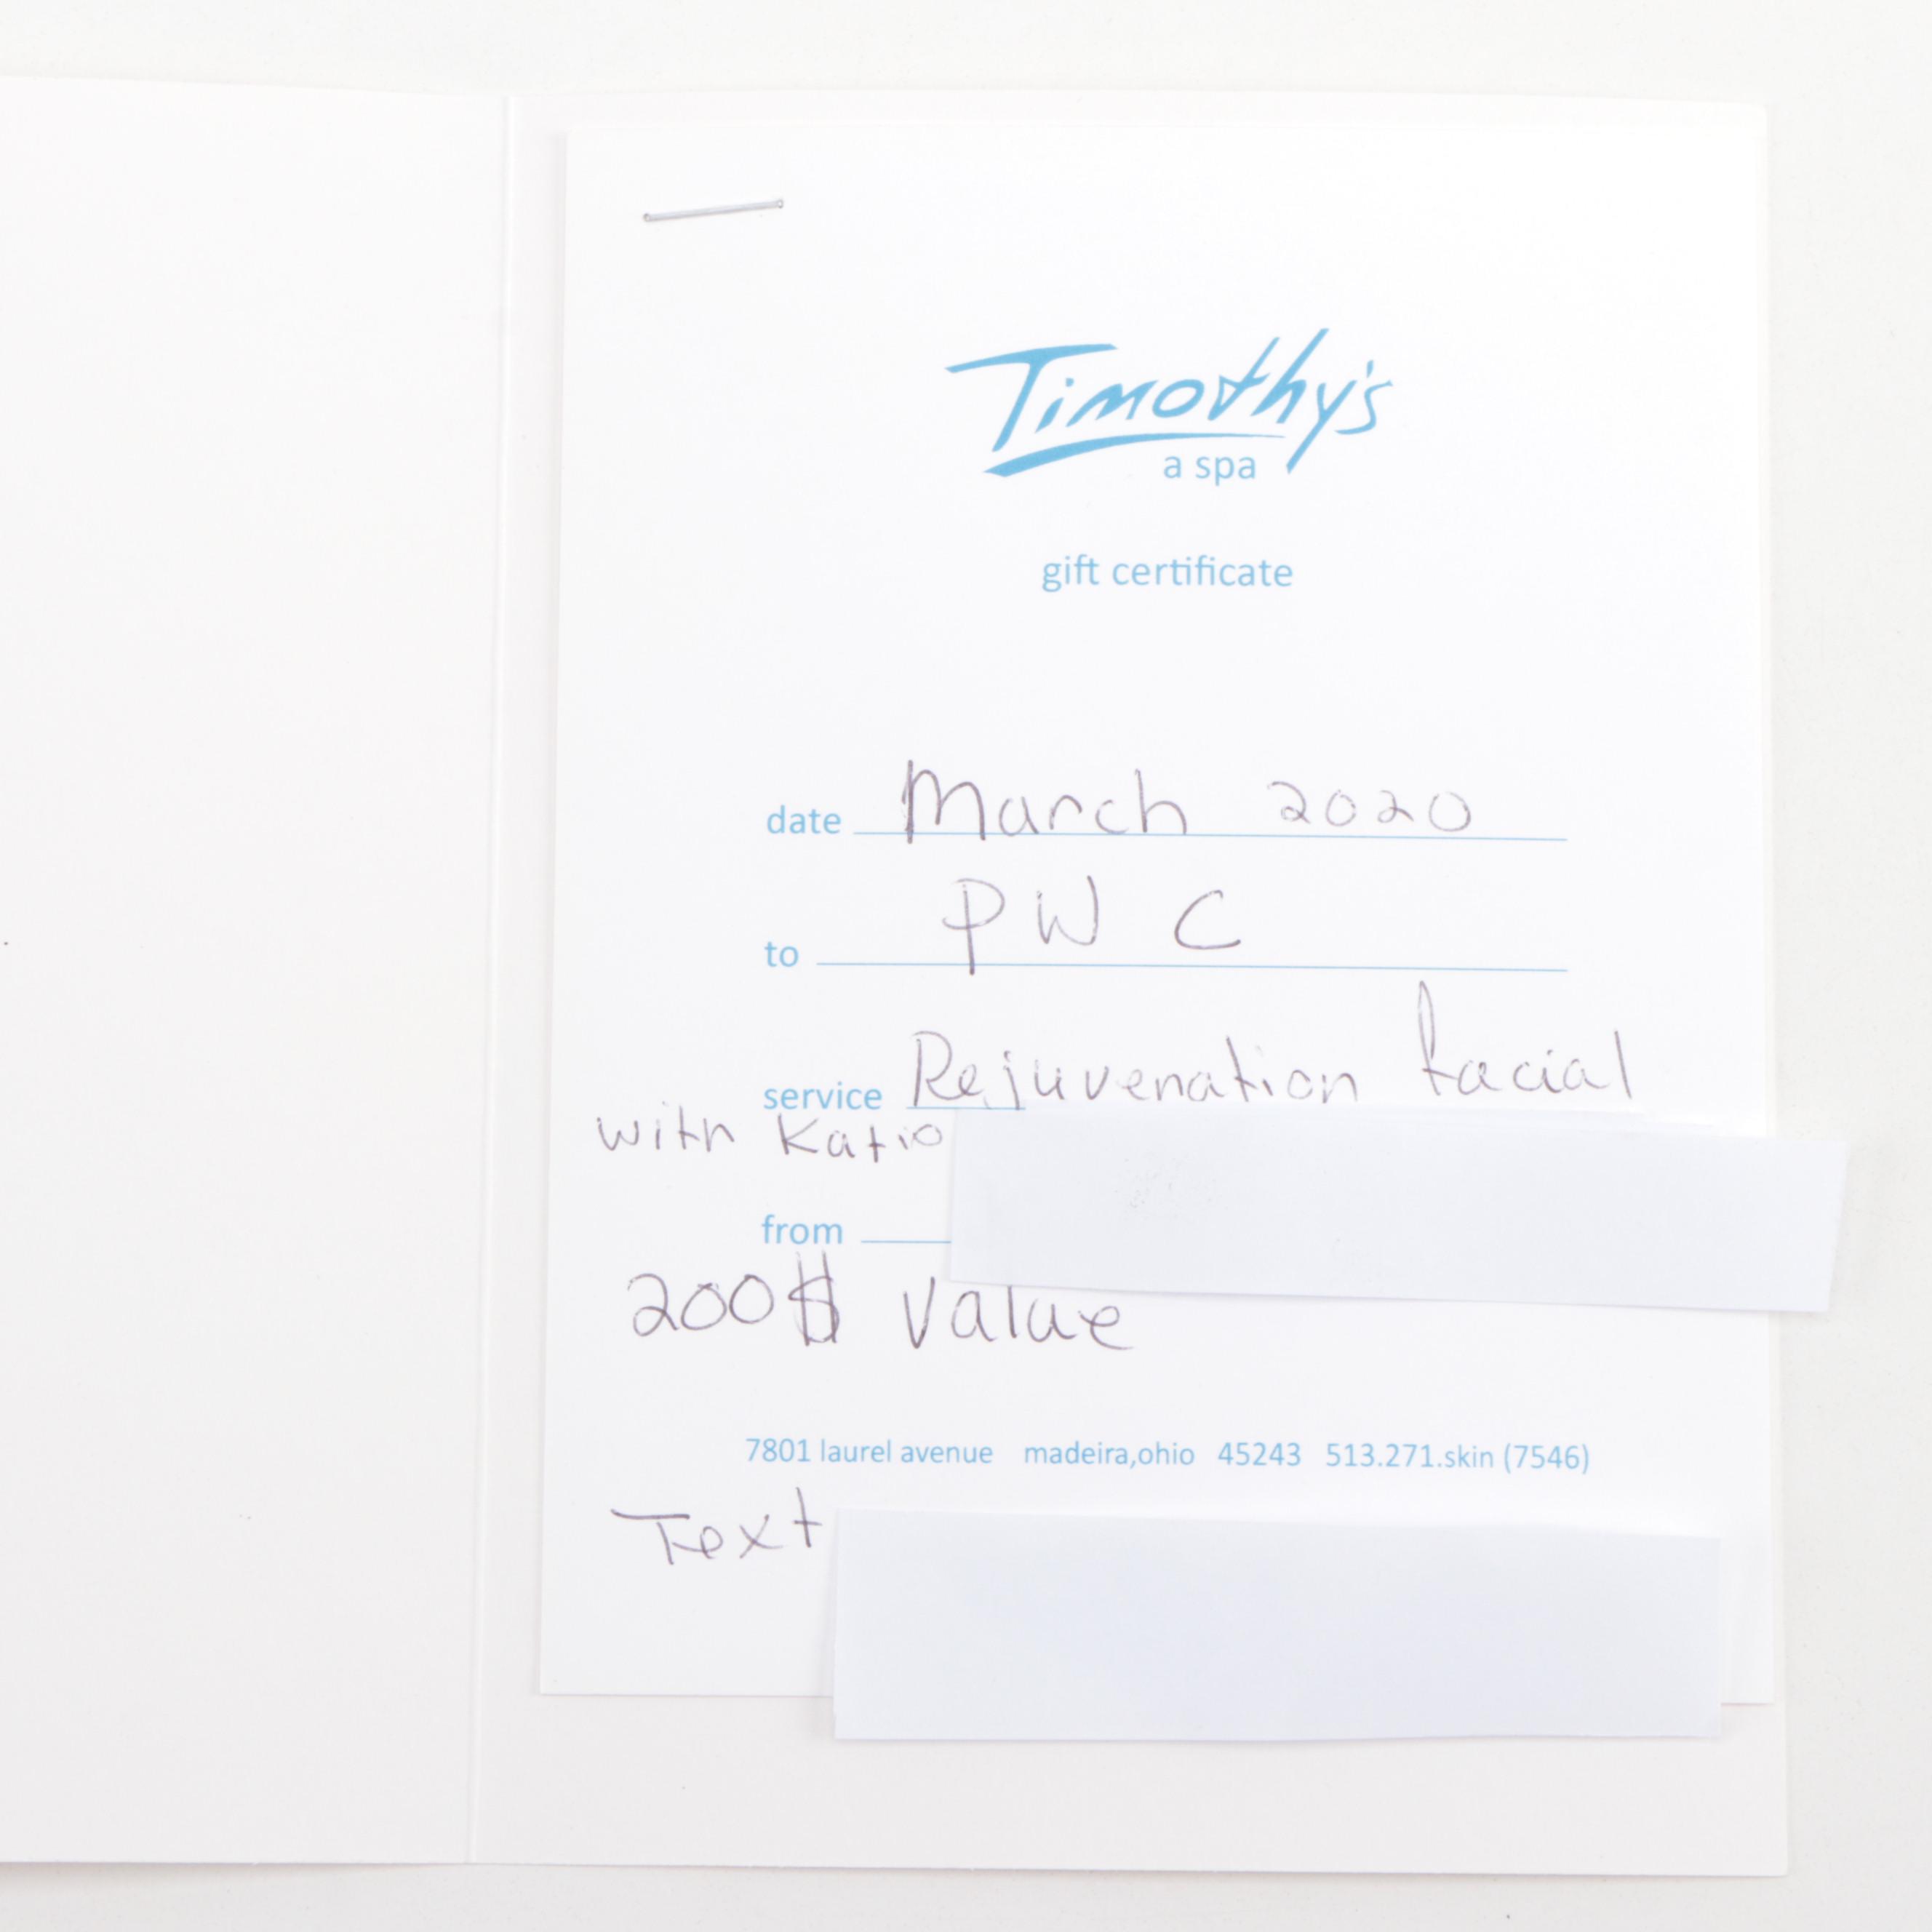 Timothy's
a spa
gift certificate
date March 2020
to PWC
service Rejuvenation facial
with Katie
from
200$ value
7801 laurel avenue madeira,ohio 45243 513.271.skin (7546)
Text